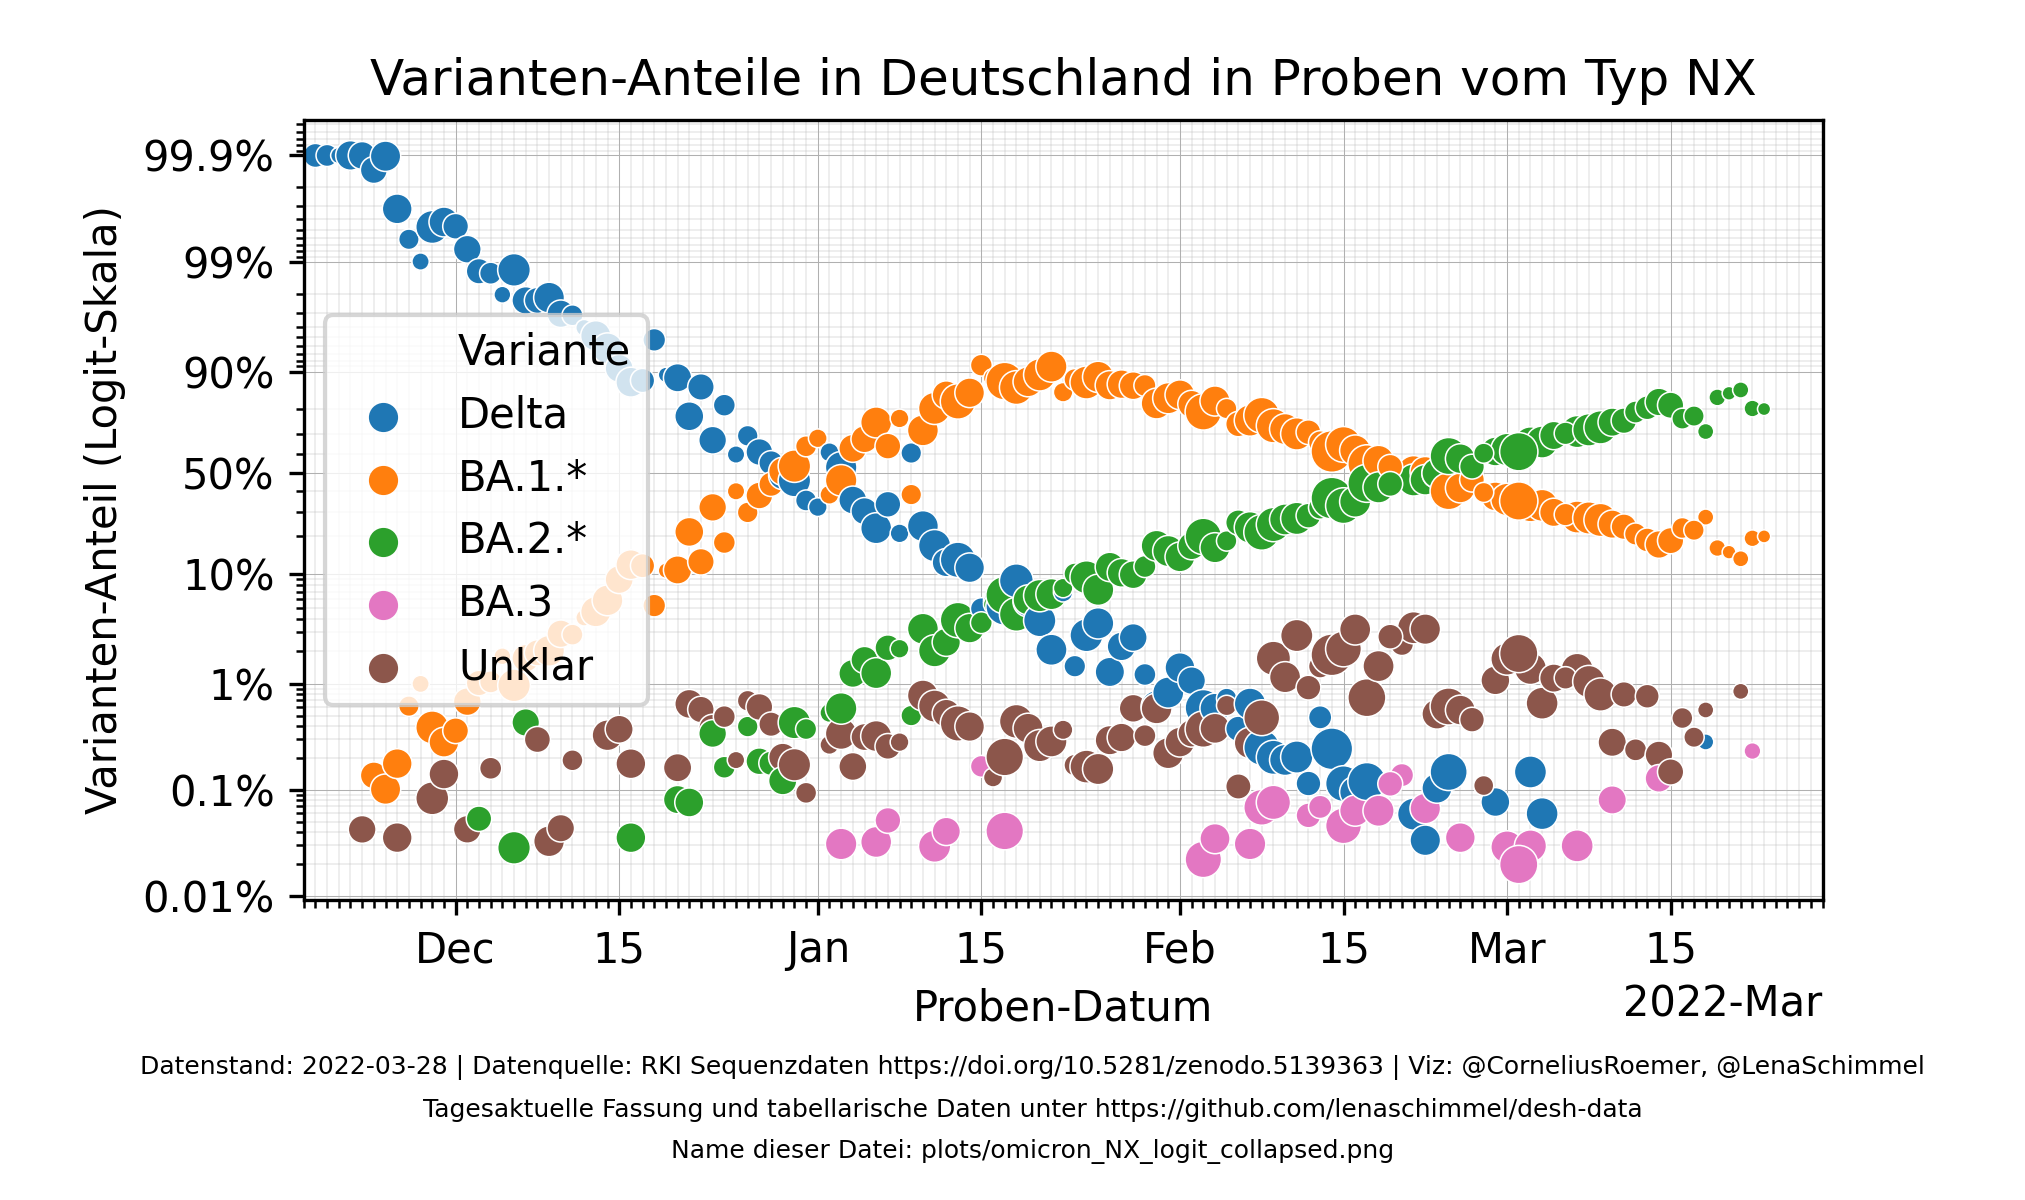 Varianten-Anteile in Deutschland in Proben vom Typ NX
Varianten-Anteil (Logit-Skala)
99.9%
99%
90%
50%
10%
1%
0.1%
0.01%
Variante
Delta
BA.1.*
BA.2.*
BA.3
Unklar
Dec 15 Jan 15 Feb 15 Mar 15
2022-Mar
Proben-Datum
Datenstand: 2022-03-28 | Datenquelle: RKI Sequenzdaten https://doi.org/10.5281/zenodo.5139363 | Viz: @CorneliusRoemer, @LenaSchimmel
Tagesaktuelle Fassung und tabellarische Daten unter https://github.com/lenaschimmel/desh-data
Name dieser Datei: plots/omicron_NX_logit_collapsed.png